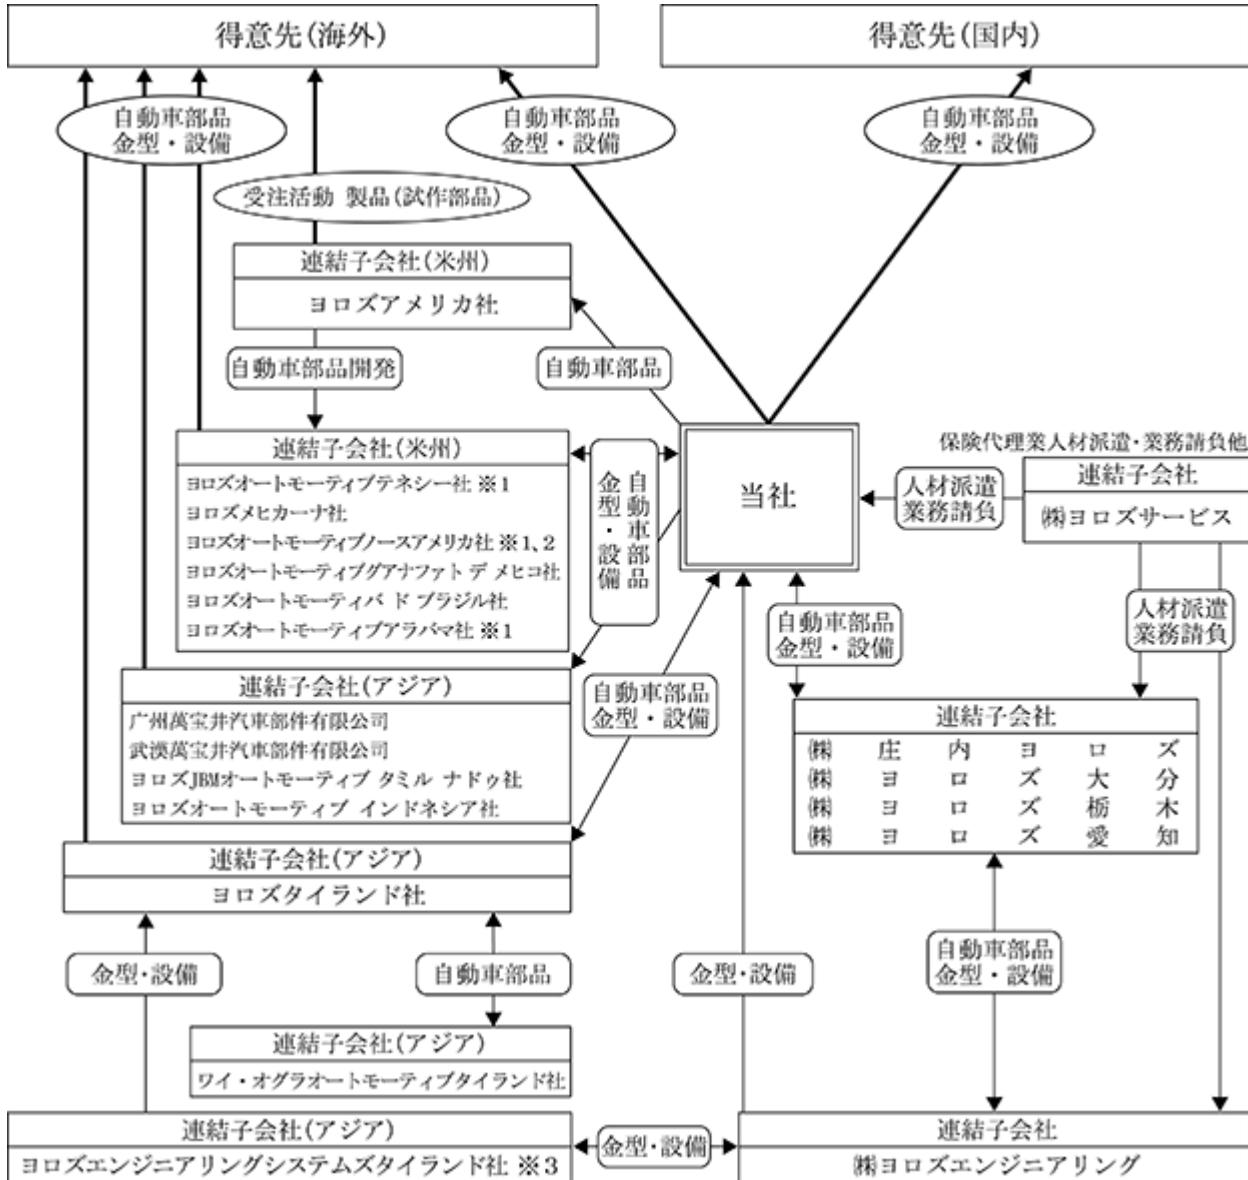 得意先(海外)
得意先(国内)
自動車部品
金型・設備
自動車部品
金型・設備
自動車部品
金型・設備
受注活動 製品(試作部品)
連結子会社(米州)
ヨロズアメリカ社
自動車部品開発
自動車部品
連結子会社(米州)
ヨロズオートモーティブテネシー社 ※1
ヨロズメヒカーナ社
ヨロズオートモーティブノースアメリカ社 ※1、2
ヨロズオートモーティブグアナファト デ メヒコ社
ヨロズオートモーティバ ド ブラジル社
ヨロズオートモーティブアラバマ社 ※1
自動車部品
金型・設備
当社
保険代理業人材派遣・業務請負他
連結子会社
㈱ヨロズサービス
人材派遣
業務請負
人材派遣
業務請負
自動車部品
金型・設備
連結子会社(アジア)
广州萬宝井汽車部件有限公司
武漢萬宝井汽車部件有限公司
ヨロズJBMオートモーティブ タミル ナドゥ社
ヨロズオートモーティブ インドネシア社
自動車部品
金型・設備
連結子会社
㈱庄内ヨロズ
㈱ヨロズ大分
㈱ヨロズ栃木
㈱ヨロズ愛知
連結子会社(アジア)
ヨロズタイランド社
金型・設備
自動車部品
金型・設備
自動車部品
金型・設備
連結子会社(アジア)
ワイ・オグラオートモーティブタイランド社
連結子会社(アジア)
ヨロズエンジニアリングシステムズタイランド社 ※3
金型・設備
連結子会社
㈱ヨロズエンジニアリング